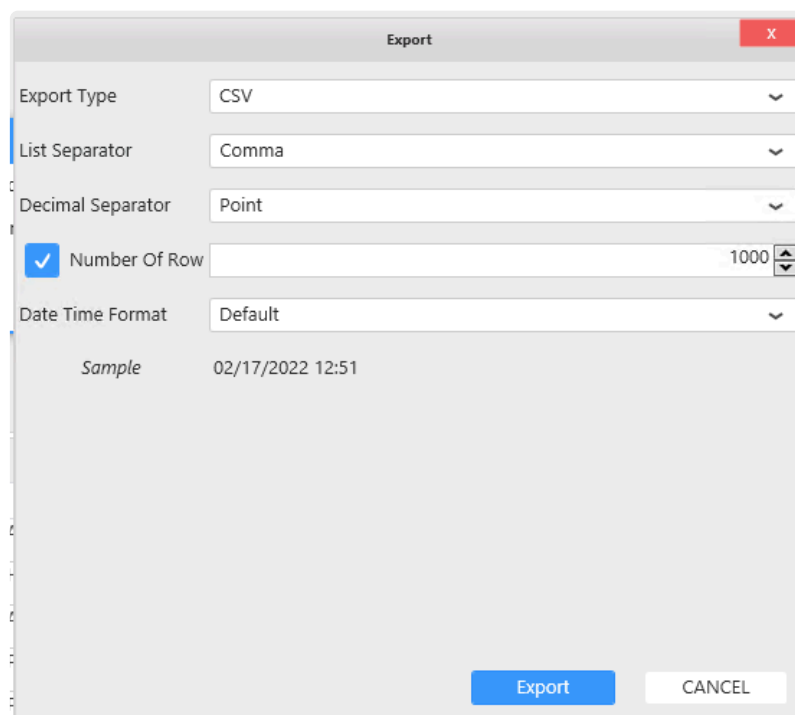 Export
x
Export Type CSV
List Separator Comma
Decimal Separator Point
Number Of Row 1000
Date Time Format Default
Sample 02/17/2022 12:51
Export CANCEL